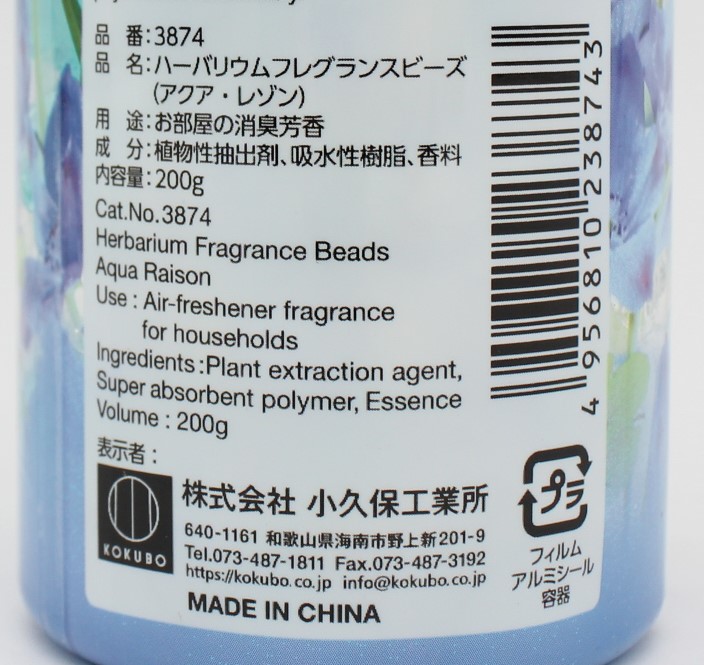 品 番:3874
品 名:ハーバリウムフレグランスビーズ
(アクア・レゾン)
用 途:お部屋の消臭芳香
成 分:植物性抽出剤、吸水性樹脂、香料
内容量:200g
Cat.No.3874
Herbarium Fragrance Beads
Aqua Raison
Use : Air-freshener fragrance
for households
Ingredients:Plant extraction agent,
Super absorbent polymer, Essence
Volume : 200g
表示者:
KOKUBO
株式会社 小久保工業所
640-1161 和歌山県海南市野上新201-9
Tel.073-487-1811 Fax.073-487-3192
https://kokubo.co.jp info@kokubo.co.jp
MADE IN CHINA
4 956810 238743
プラ
フィルム
アルミシール
容器